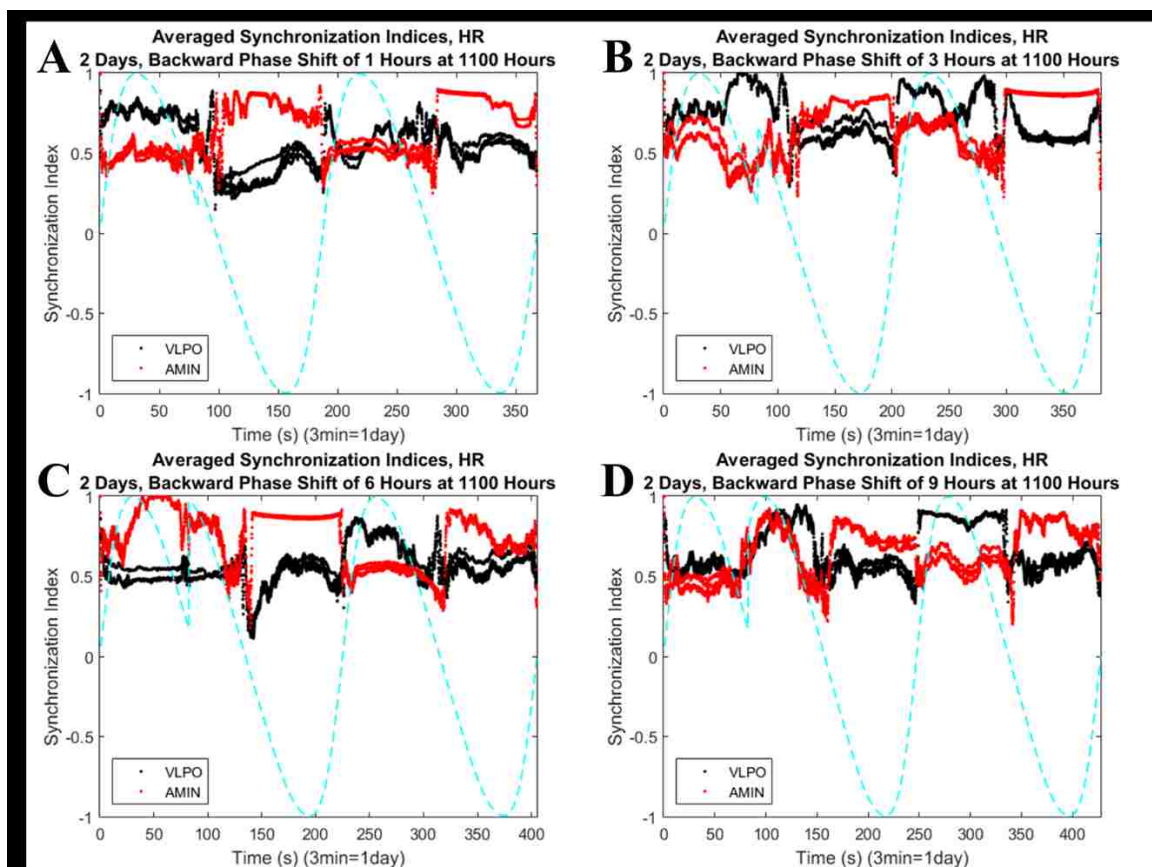 A
Averaged Synchronization Indices, HR
2 Days, Backward Phase Shift of 1 Hours at 1100 Hours
1
0.5
0
-0.5
-1
Synchronization Index
VLPO
AMIN
0 50 100 150 200 250 300 350
Time (s) (3min=1day)
B
Averaged Synchronization Indices, HR
2 Days, Backward Phase Shift of 3 Hours at 1100 Hours
1
0.5
0
-0.5
-1
Synchronization Index
VLPO
AMIN
0 50 100 150 200 250 300 350
Time (s) (3min=1day)
C
Averaged Synchronization Indices, HR
2 Days, Backward Phase Shift of 6 Hours at 1100 Hours
1
0.5
0
-0.5
-1
Synchronization Index
VLPO
AMIN
0 50 100 150 200 250 300 350 400
Time (s) (3min=1day)
D
Averaged Synchronization Indices, HR
2 Days, Backward Phase Shift of 9 Hours at 1100 Hours
1
0.5
0
-0.5
-1
Synchronization Index
VLPO
AMIN
0 50 100 150 200 250 300 350 400
Time (s) (3min=1day)